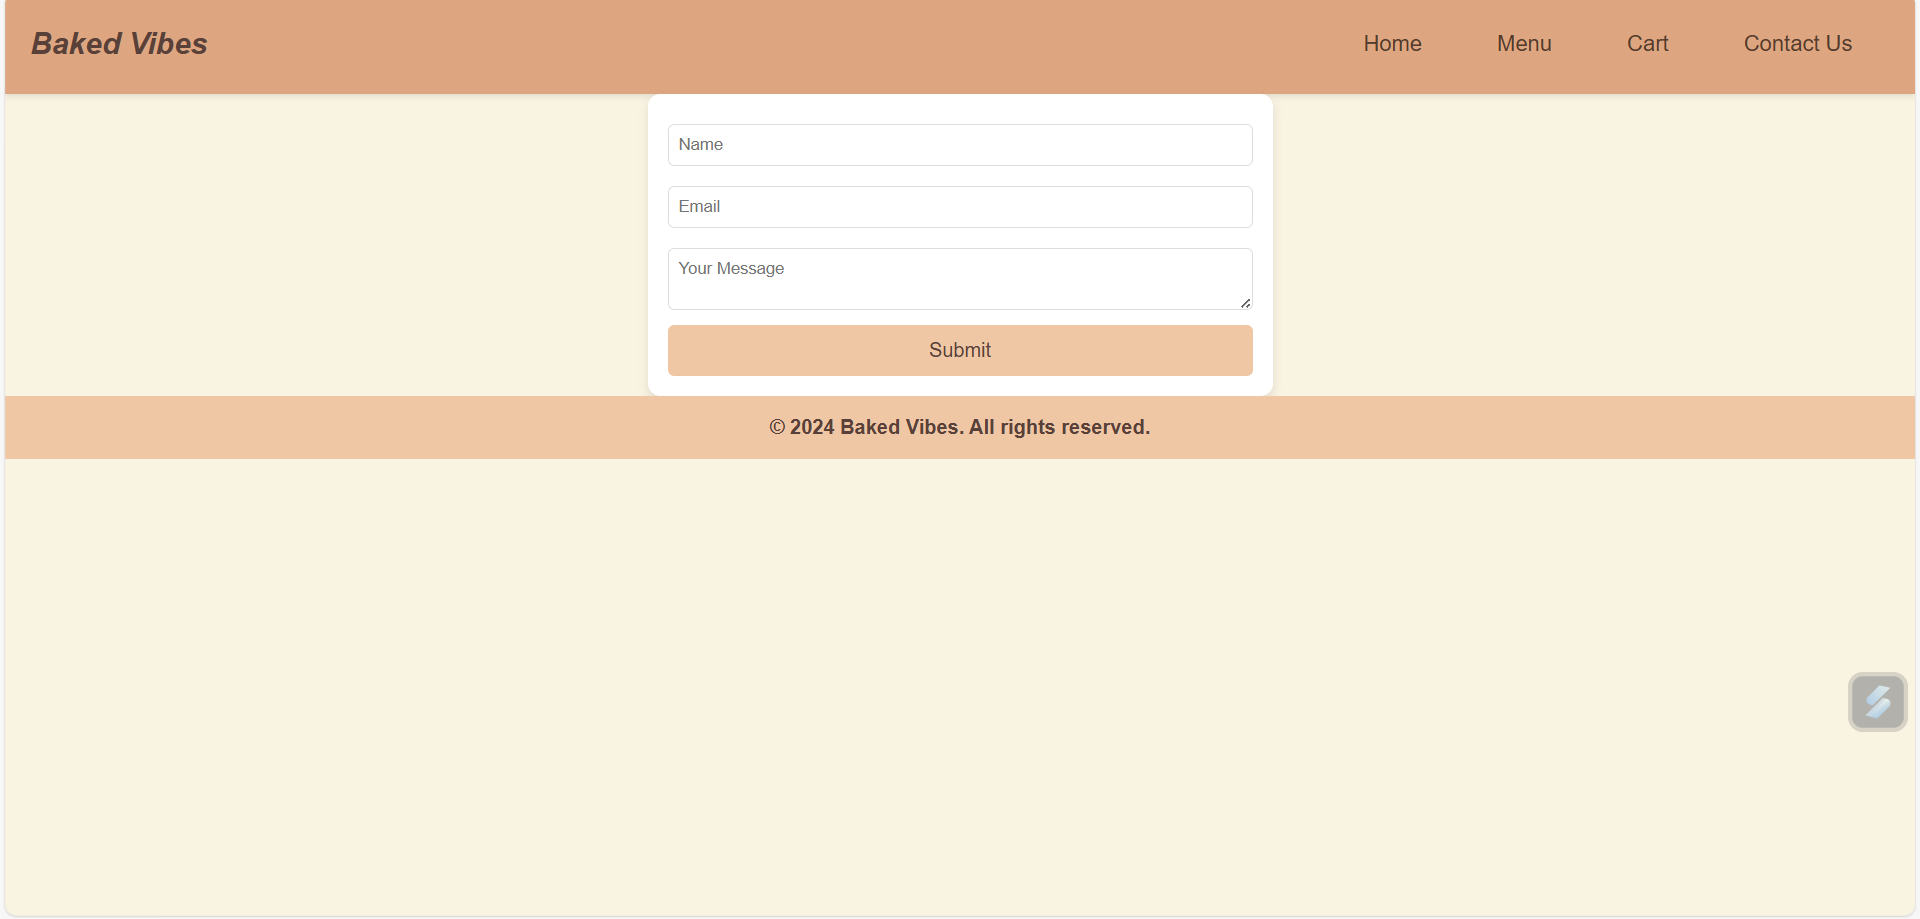 Baked Vibes
Home Menu Cart Contact Us
Name
Email
Your Message
Submit
© 2024 Baked Vibes. All rights reserved.